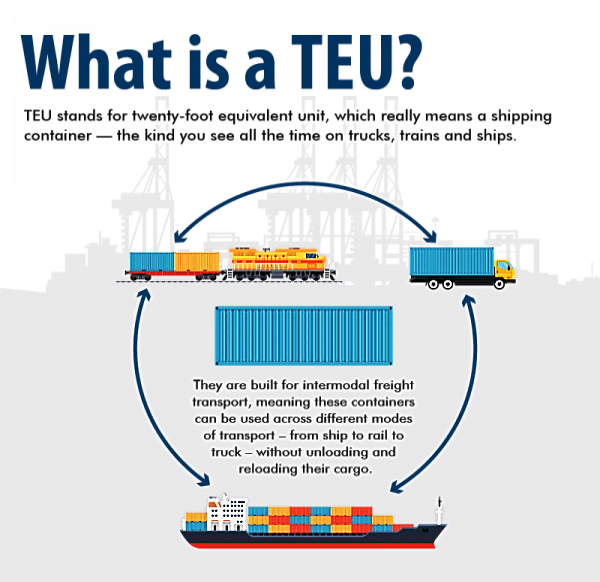 What is a TEU?
TEU stands for twenty-foot equivalent unit, which really means a shipping
container — the kind you see all the time on trucks, trains and ships.
They are built for intermodal freight
transport, meaning these containers
can be used across different modes
of transport – from ship to rail to
truck – without unloading and
reloading their cargo.